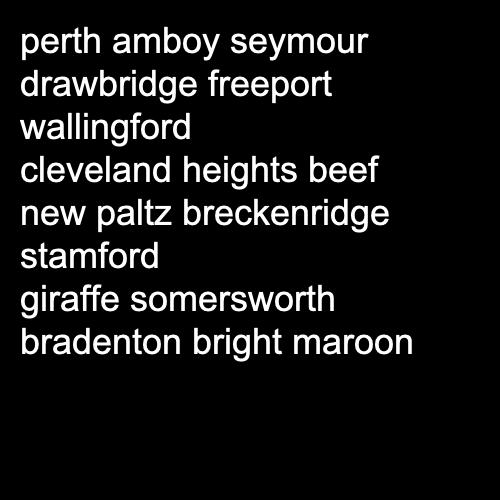 perth amboy seymour
drawbridge freeport
wallingford
cleveland heights beef
new paltz breckenridge
stamford
giraffe somersworth
bradenton bright maroon